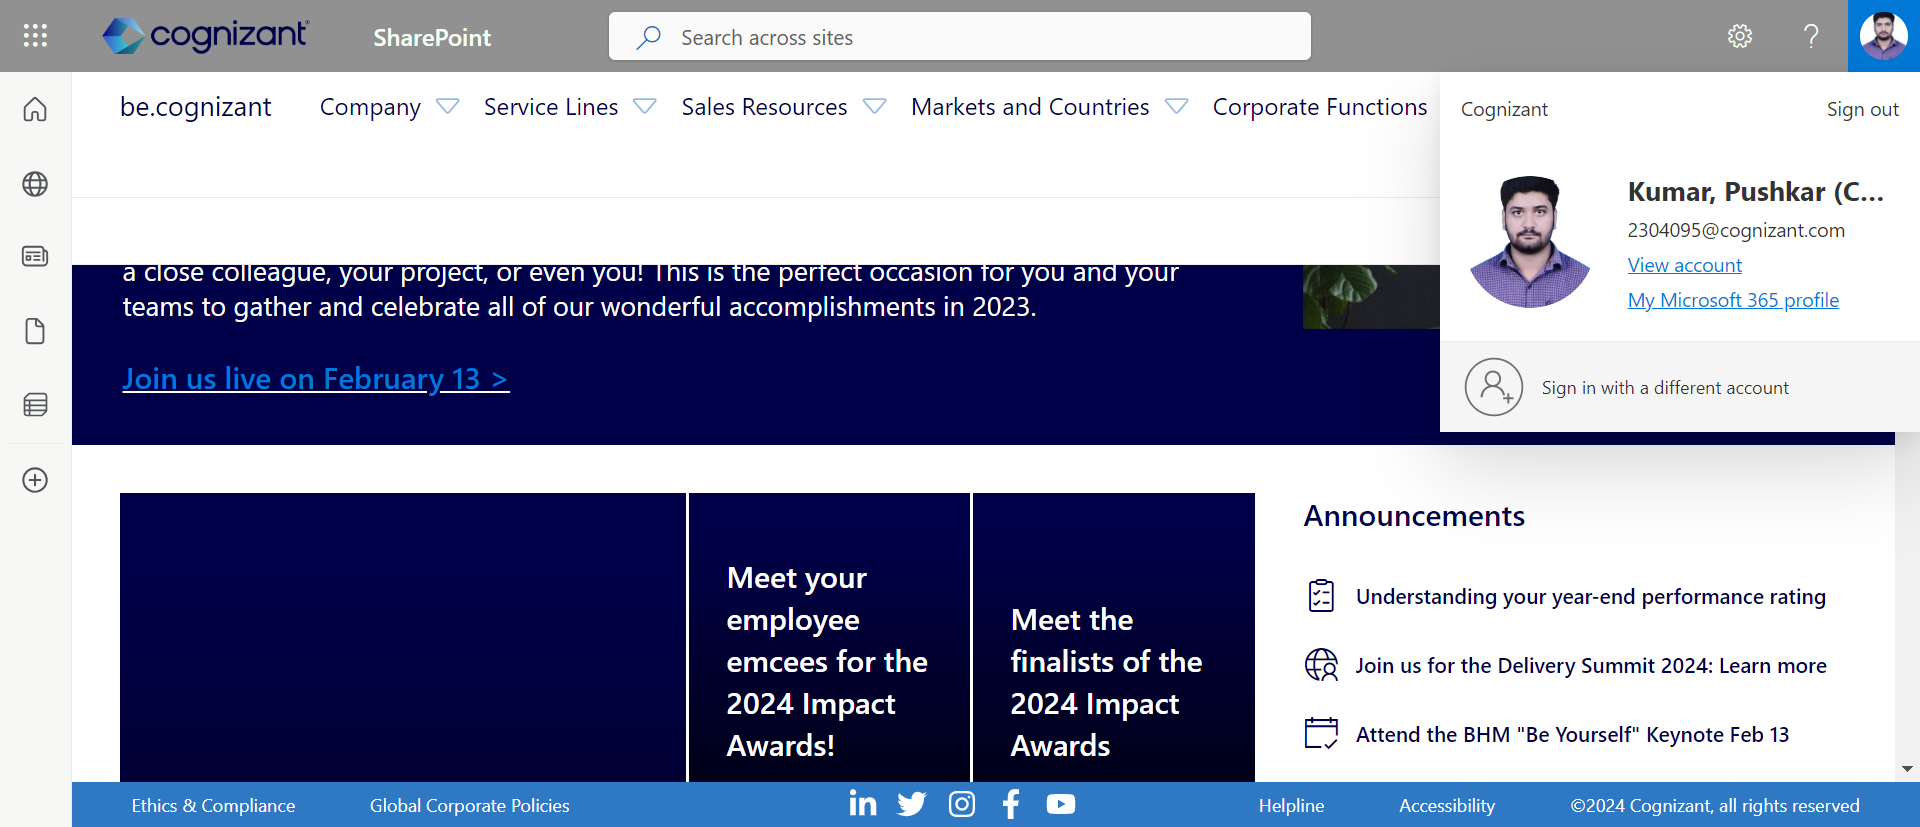 cognizant
SharePoint
Search across sites
be.cognizant
Company
Service Lines
Sales Resources
Markets and Countries
Corporate Functions
Cognizant
Sign out
Kumar, Pushkar (C...
2304095@cognizant.com
View account
My Microsoft 365 profile
Sign in with a different account
a close colleague, your project, or even you! This is the perfect occasion for you and your
teams to gather and celebrate all of our wonderful accomplishments in 2023.
Join us live on February 13 >
Meet your
employee
emcees for the
2024 Impact
Awards!
Meet the
finalists of the
2024 Impact
Awards
Announcements
Understanding your year-end performance rating
Join us for the Delivery Summit 2024: Learn more
Attend the BHM "Be Yourself" Keynote Feb 13
Ethics & Compliance
Global Corporate Policies
Helpline
Accessibility
©2024 Cognizant, all rights reserved